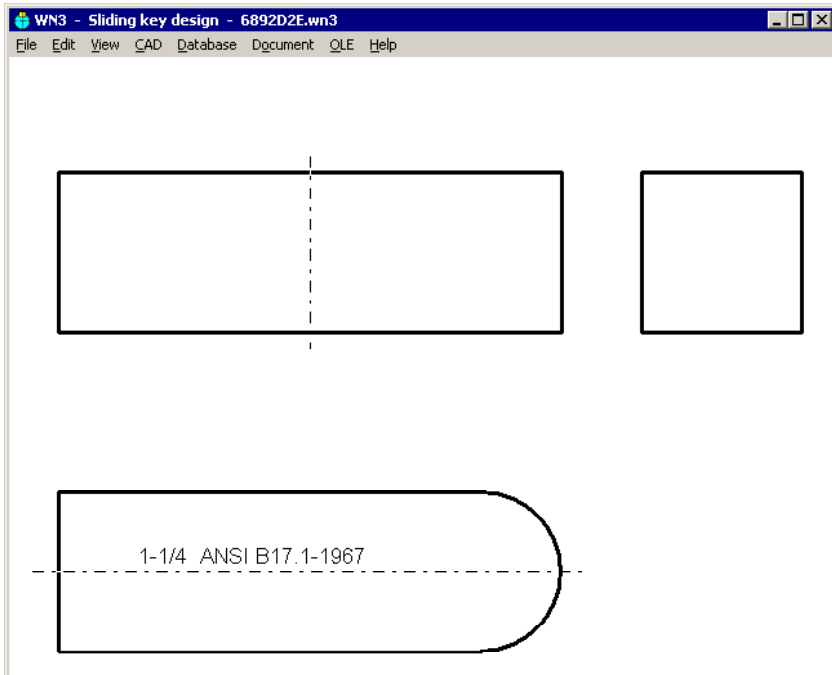 WN3 - Sliding key design - 6892D2E.wn3
File Edit View CAD Database Document OLE Help
1-1/4 ANSI B17.1-1967